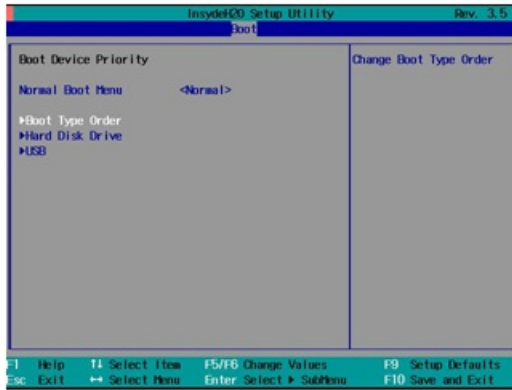 InsydeH20 Setup Utility Rev. 3.5
Boot
Boot Device Priority
Change Boot Type Order
Normal Boot Menu <Normal>
▶Boot Type Order
▶Hard Disk Drive
▶USB
F1 Help ↑↓ Select Item F5/F6 Change Values F9 Setup Defaults
Esc Exit ↔ Select Menu Enter Select ▶ SubMenu F10 Save and Exit